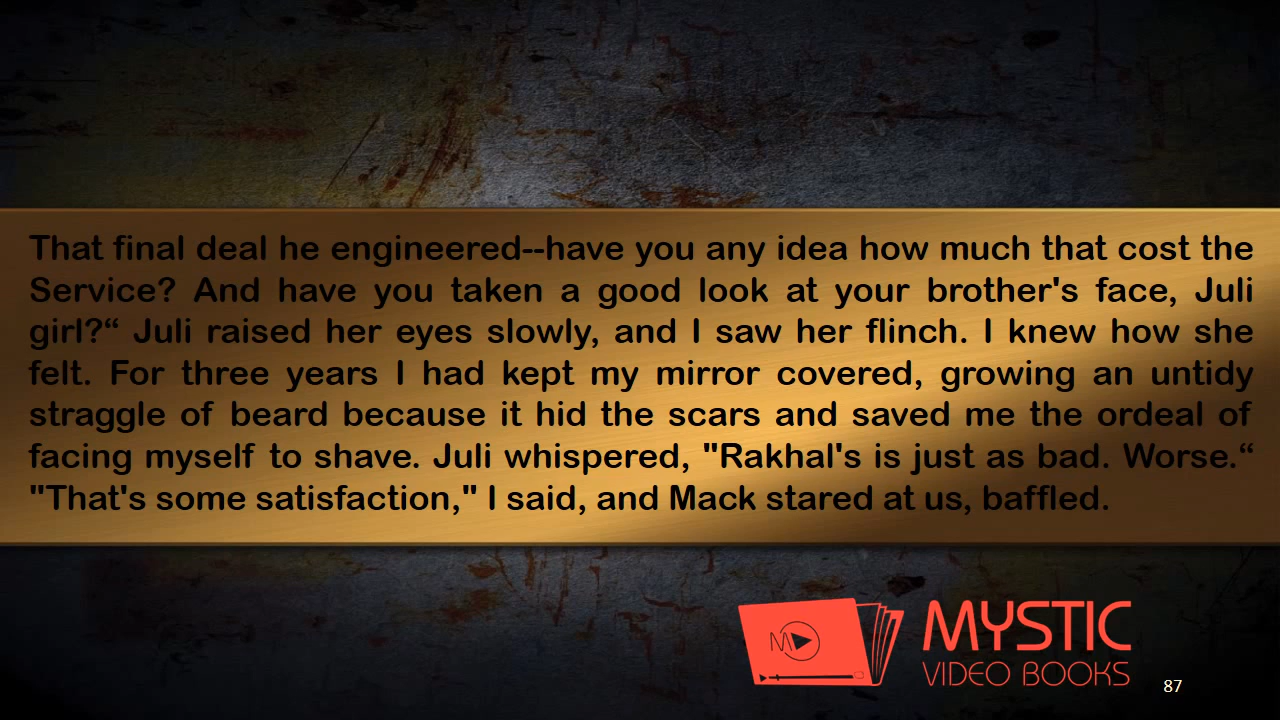 That final deal he engineered--have you any idea how much that cost the
Service? And have you taken a good look at your brother's face, Juli
girl?“ Juli raised her eyes slowly, and I saw her flinch. I knew how she
felt. For three years I had kept my mirror covered, growing an untidy
straggle of beard because it hid the scars and saved me the ordeal of
facing myself to shave. Juli whispered, "Rakhal's is just as bad. Worse.“
"That's some satisfaction," I said, and Mack stared at us, baffled.
MYSTIC
VIDEO BOOKS
87